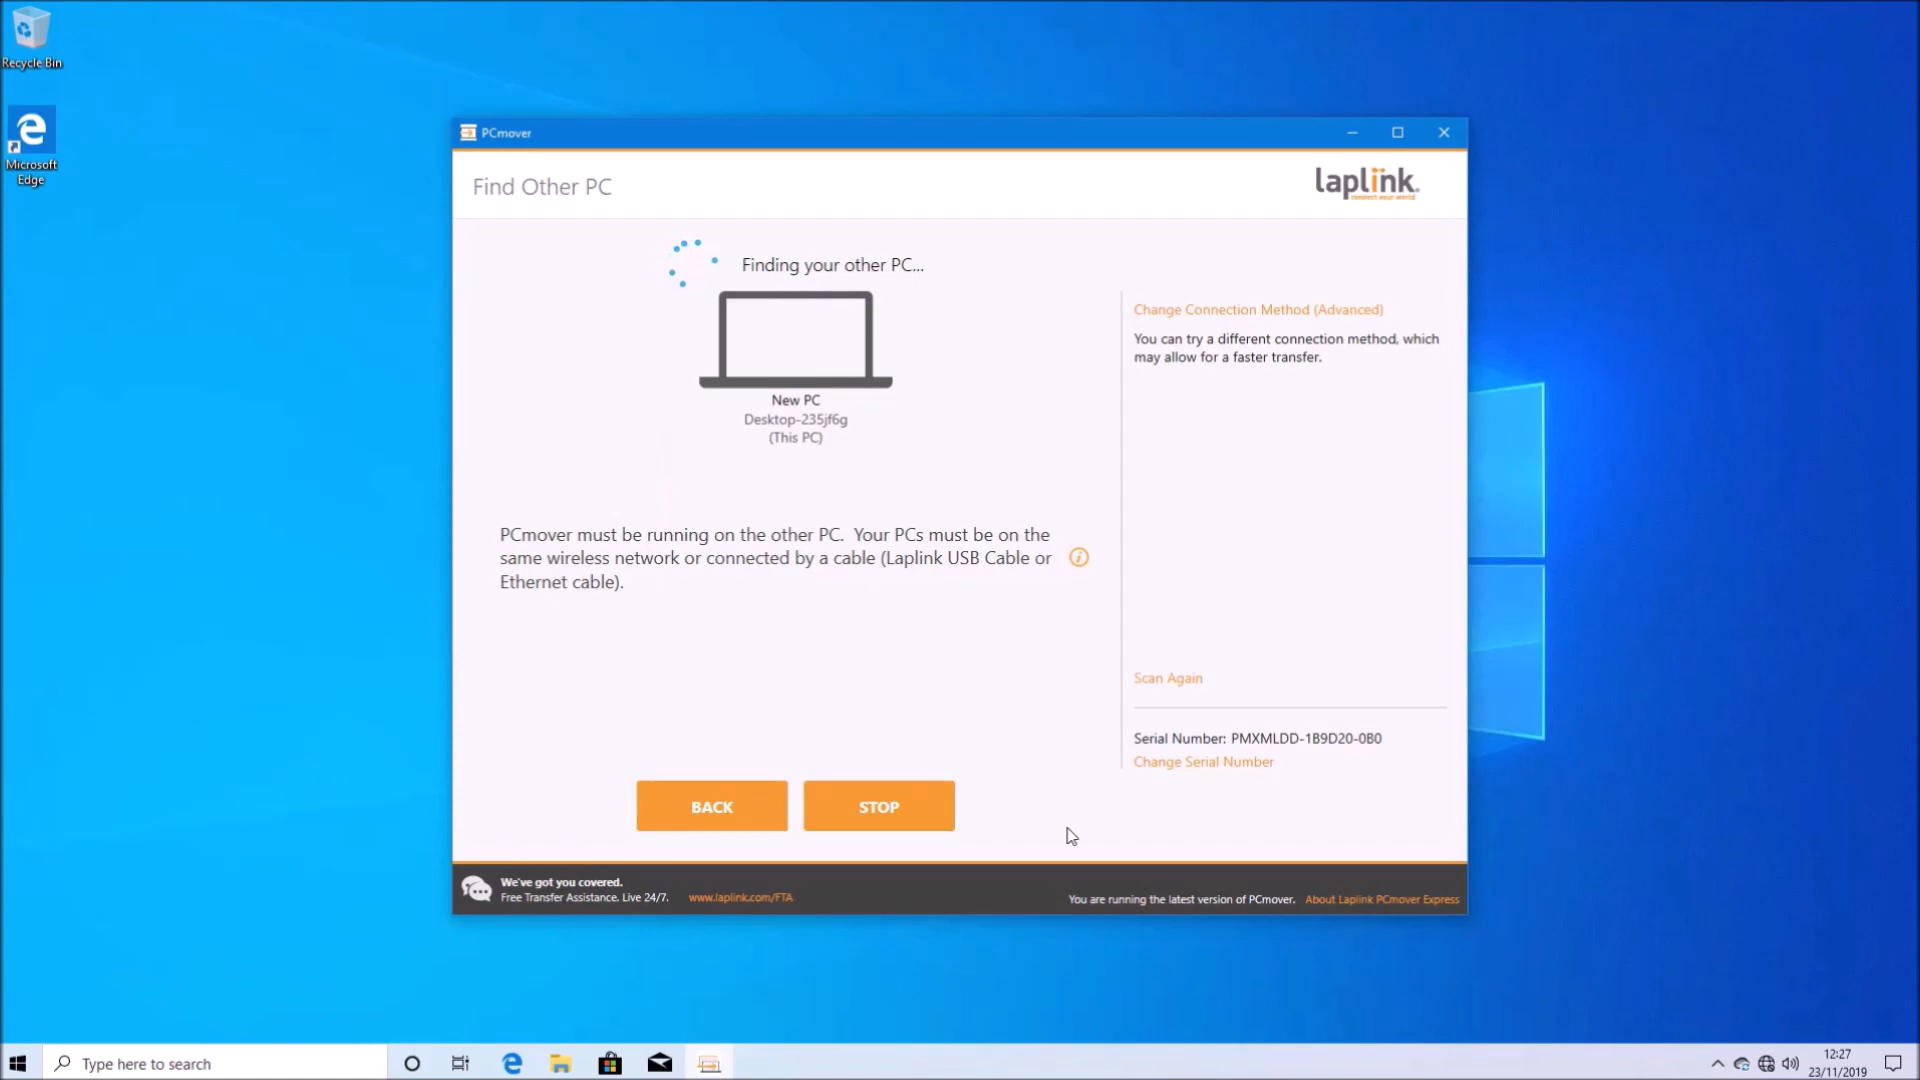 Recycle Bin
Microsoft
Edge
PCmover
Find Other PC
laplink.
connect your world
Finding your other PC...
New PC
Desktop-235jf6g
(This PC)
Change Connection Method (Advanced)
You can try a different connection method, which
may allow for a faster transfer.
PCmover must be running on the other PC.  Your PCs must be on the
same wireless network or connected by a cable (Laplink USB Cable or
Ethernet cable).
Scan Again
Serial Number: PMXMLDD-1B9D20-0B0
Change Serial Number
BACK
STOP
We've got you covered.
Free Transfer Assistance. Live 24/7.
www.laplink.com/FTA
You are running the latest version of PCmover.
About Laplink PCmover Express
Type here to search
12:27
23/11/2019